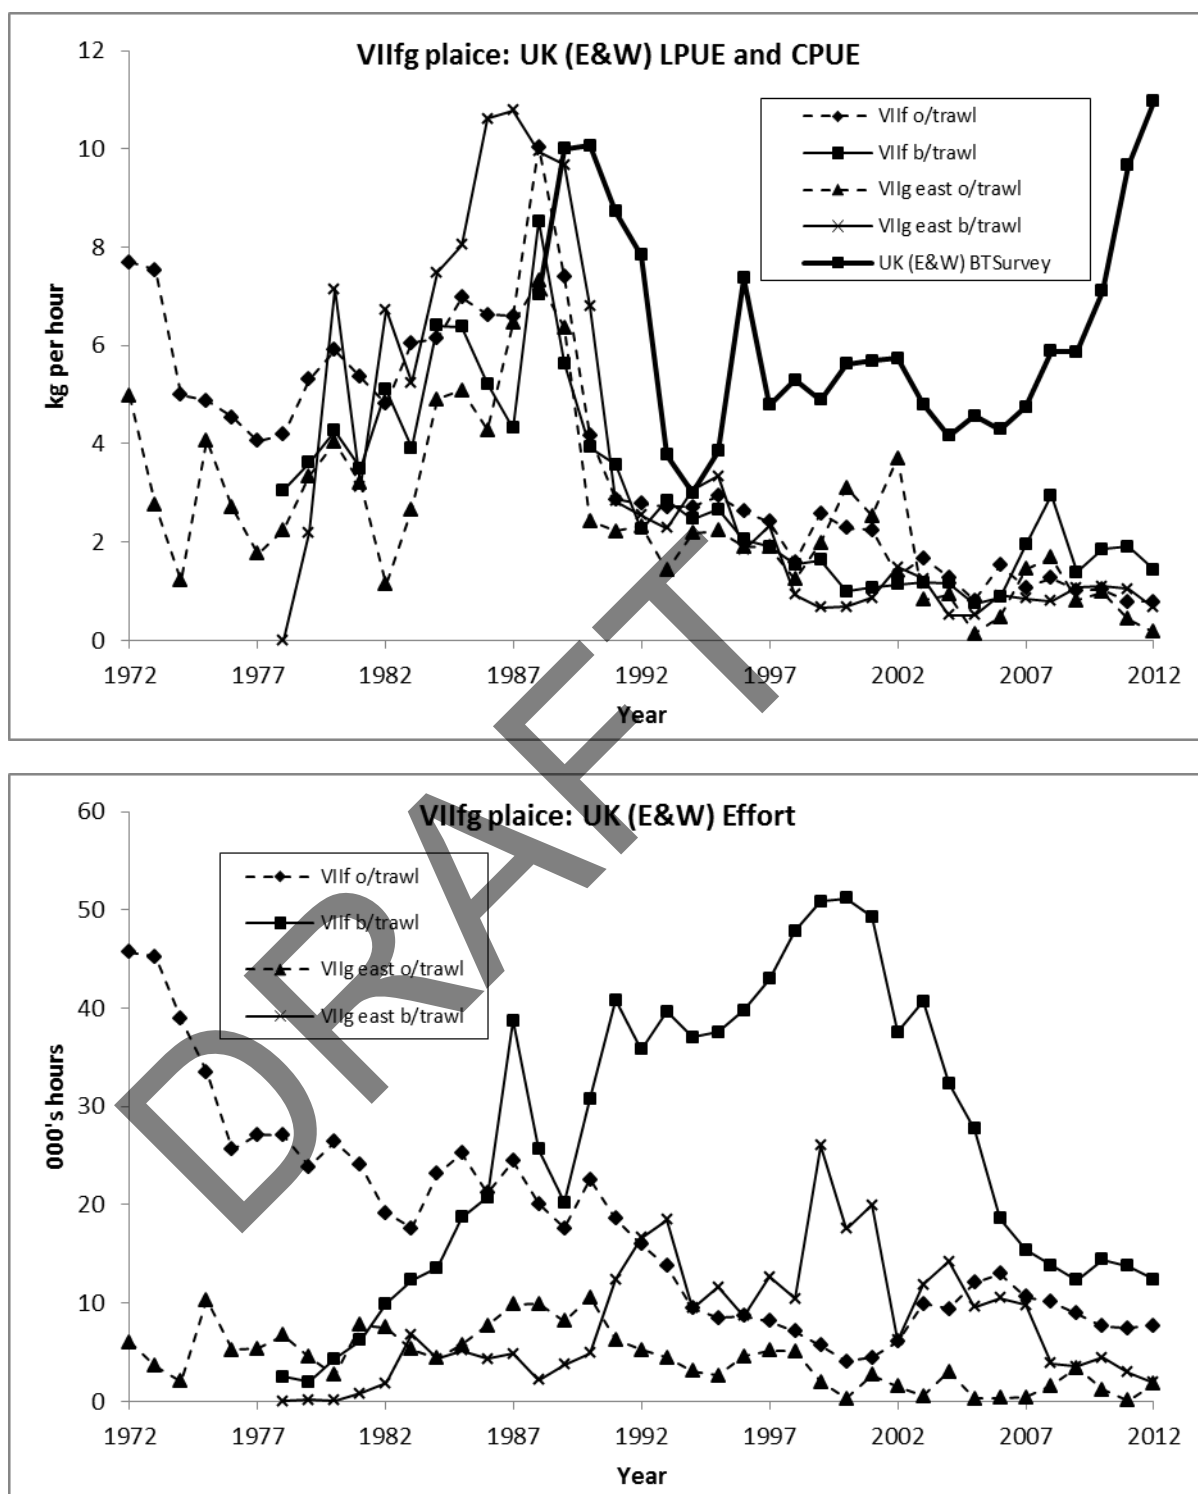 VIIfg plaice: UK (E&W) LPUE and CPUE
12
10
8
6
4
2
0
kg per hour
VIIf o/trawl
VIIf b/trawl
VIIg east o/trawl
VIIg east b/trawl
UK (E&W) BTSurvey
1972 1977 1982 1987 1992 1997 2002 2007 2012
Year
VIIfg plaice: UK (E&W) Effort
60
50
40
30
20
10
0
000's hours
VIIf o/trawl
VIIf b/trawl
VIIg east o/trawl
VIIg east b/trawl
1972 1977 1982 1987 1992 1997 2002 2007 2012
Year
DRAFT